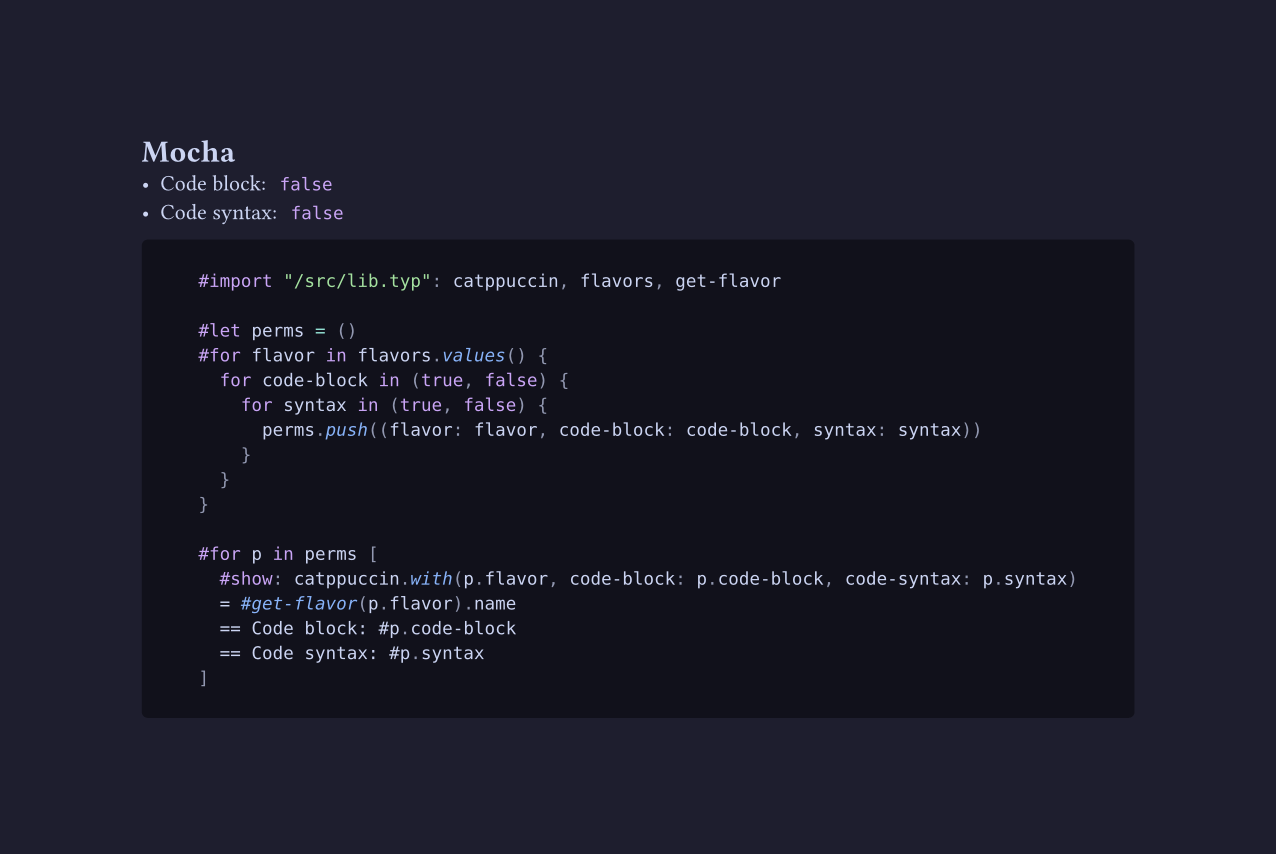 Mocha
• Code block: false
• Code syntax: false
#import "/src/lib.typ": catppuccin, flavors, get-flavor

#let perms = ()
#for flavor in flavors.values() {
  for code-block in (true, false) {
    for syntax in (true, false) {
      perms.push((flavor: flavor, code-block: code-block, syntax: syntax))
    }
  }
}

#for p in perms [
  #show: catppuccin.with(p.flavor, code-block: p.code-block, code-syntax: p.syntax)
  = #get-flavor(p.flavor).name
  == Code block: #p.code-block
  == Code syntax: #p.syntax
]